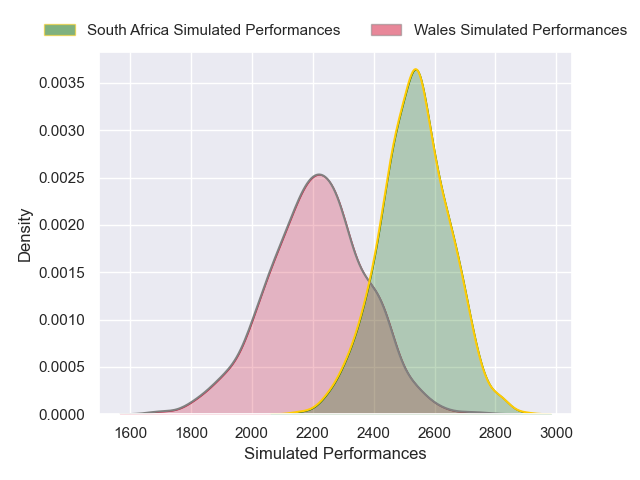 South Africa Simulated Performances Wales Simulated Performances
0.0035
0.0030
0.0025
0.0020
0.0015
0.0010
0.0005
0.0000
Density
1600 1800 2000 2200 2400 2600 2800 3000
Simulated Performances